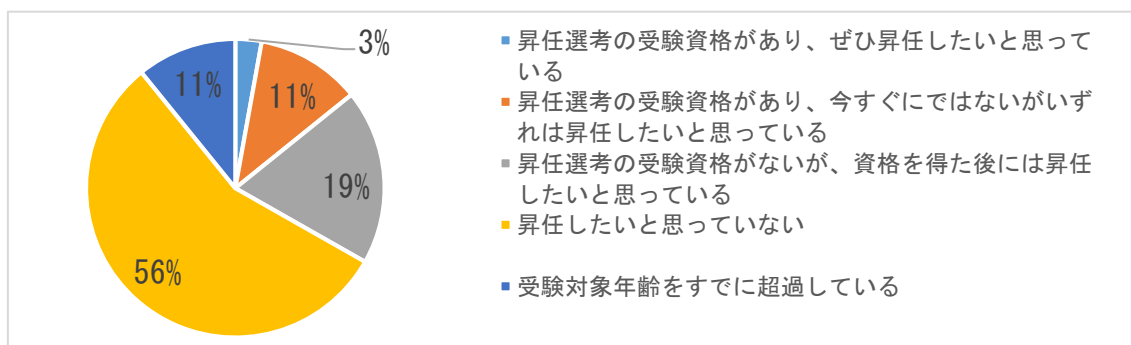 3%
11%
11%
19%
56%
昇任選考の受験資格があり、ぜひ昇任したいと思って
いる
昇任選考の受験資格があり、今すぐにではないがいず
れは昇任したいと思っている
昇任選考の受験資格がないが、資格を得た後には昇任
したいと思っている
昇任したいと思っていない
受験対象年齢をすでに超過している